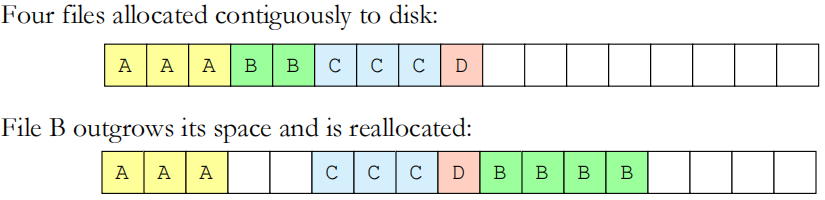 Four files allocated contiguously to disk:
A A A B B C C C D
File B outgrows its space and is reallocated:
A A A C C C D B B B B